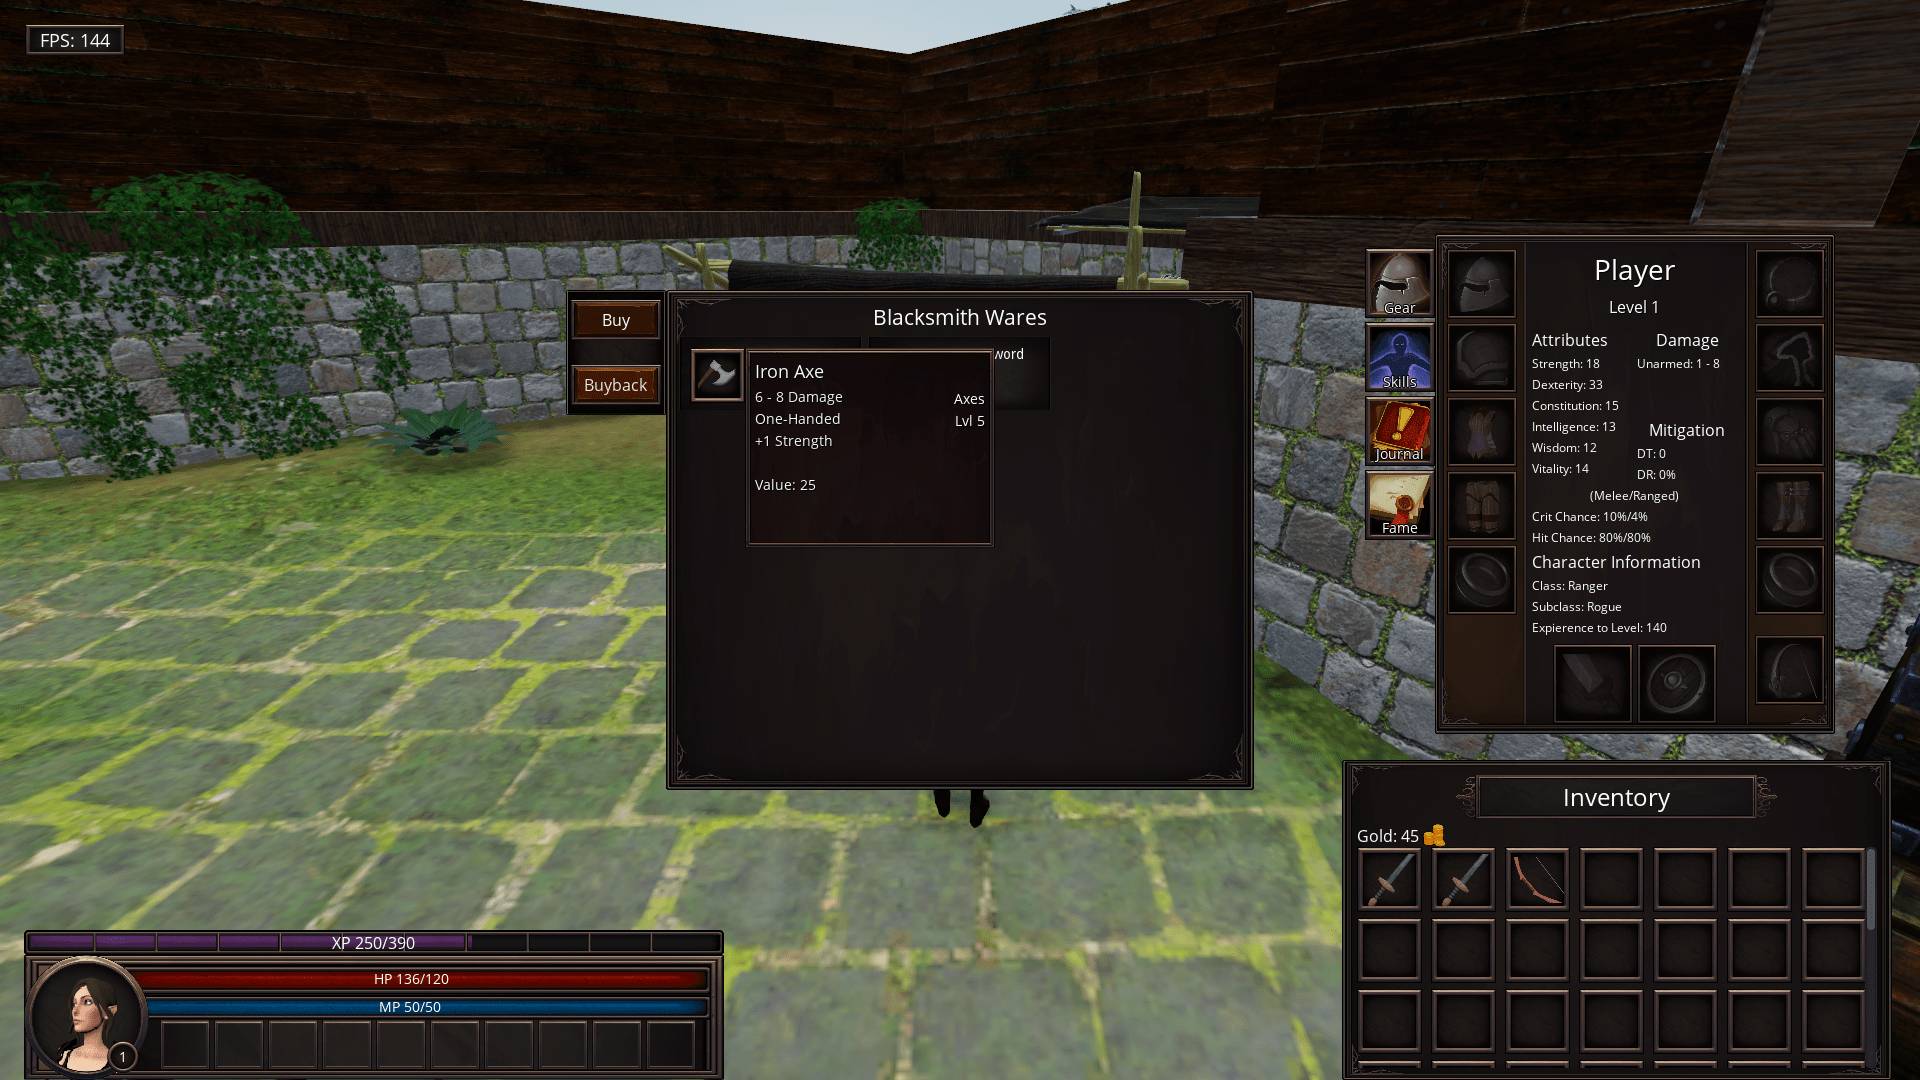 FPS: 144
Buy
Buyback
Blacksmith Wares
Iron Axe
6 - 8 Damage
Axes
One-Handed
Lvl 5
+1 Strength
Value: 25
Gear
Skills
Journal
Fame
Player
Level 1
Attributes
Strength: 18
Dexterity: 33
Constitution: 15
Intelligence: 13
Wisdom: 12
Vitality: 14
Damage
Unarmed: 1 - 8
Mitigation
DT: 0
DR: 0%
(Melee/Ranged)
Crit Chance: 10%/4%
Hit Chance: 80%/80%
Character Information
Class: Ranger
Subclass: Rogue
Expierence to Level: 140
Inventory
Gold: 45
XP 250/390
HP 136/120
MP 50/50
1